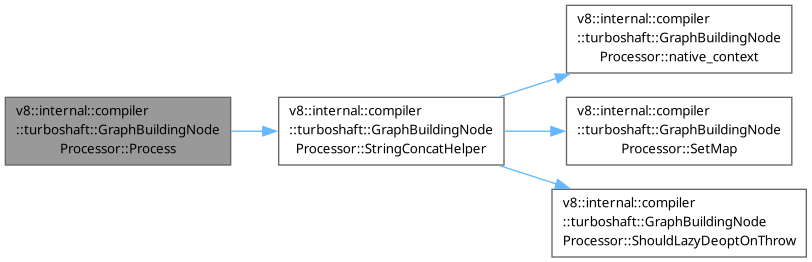 v8::internal::compiler
::turboshaft::GraphBuildingNode
Processor::Process
v8::internal::compiler
::turboshaft::GraphBuildingNode
Processor::StringConcatHelper
v8::internal::compiler
::turboshaft::GraphBuildingNode
Processor::native_context
v8::internal::compiler
::turboshaft::GraphBuildingNode
Processor::SetMap
v8::internal::compiler
::turboshaft::GraphBuildingNode
Processor::ShouldLazyDeoptOnThrow